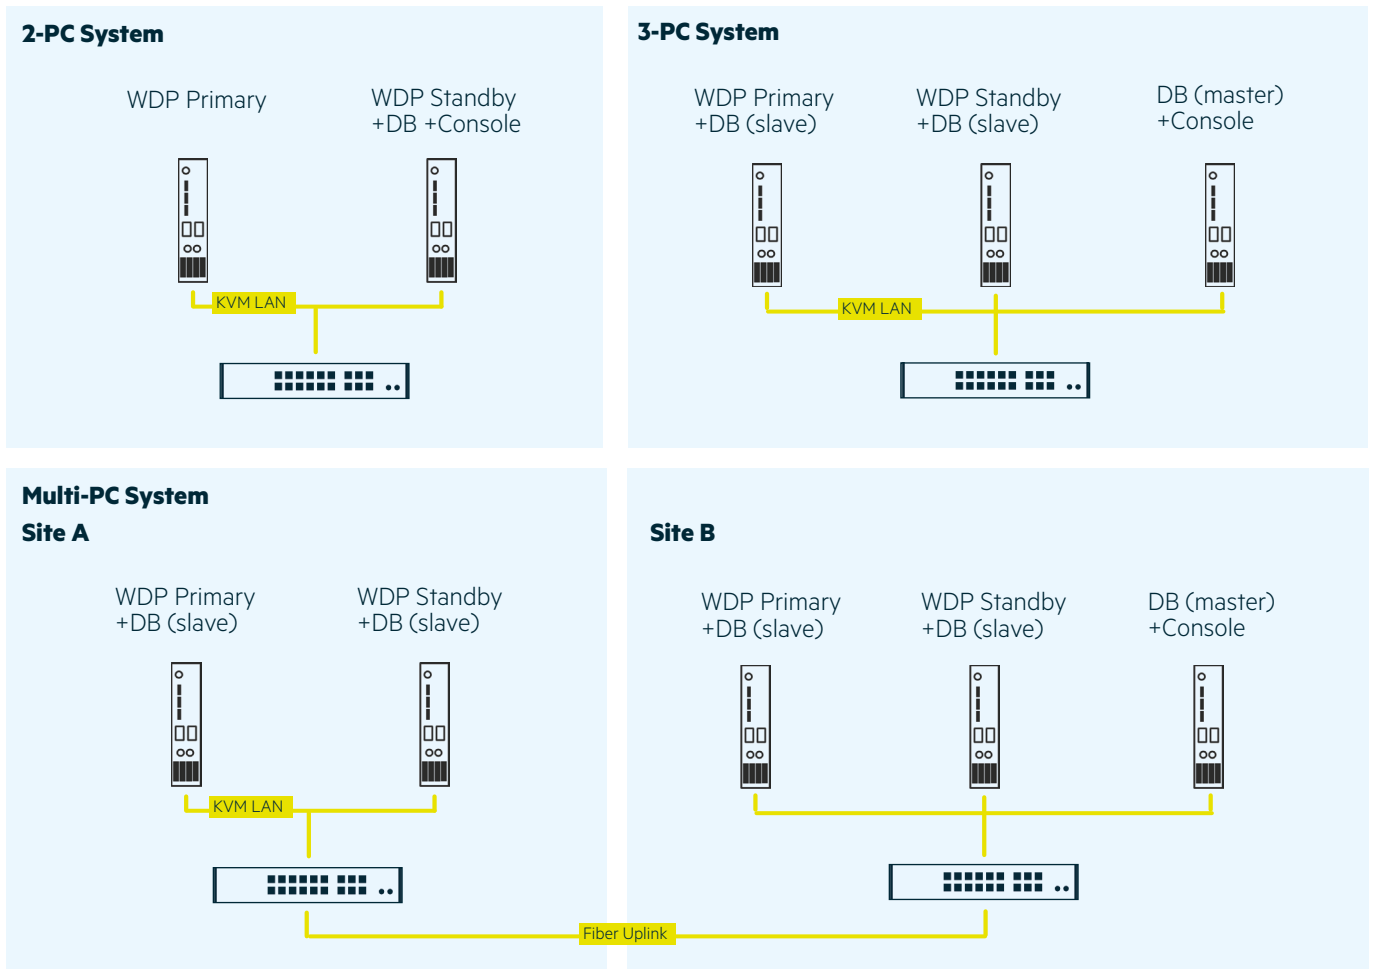 2-PC System
WDP Primary
WDP Standby
+DB +Console
KVM LAN
3-PC System
WDP Primary
+DB (slave)
WDP Standby
+DB (slave)
DB (master)
+Console
KVM LAN
Multi-PC System
Site A
WDP Primary
+DB (slave)
WDP Standby
+DB (slave)
KVM LAN
Site B
WDP Primary
+DB (slave)
WDP Standby
+DB (slave)
DB (master)
+Console
Fiber Uplink